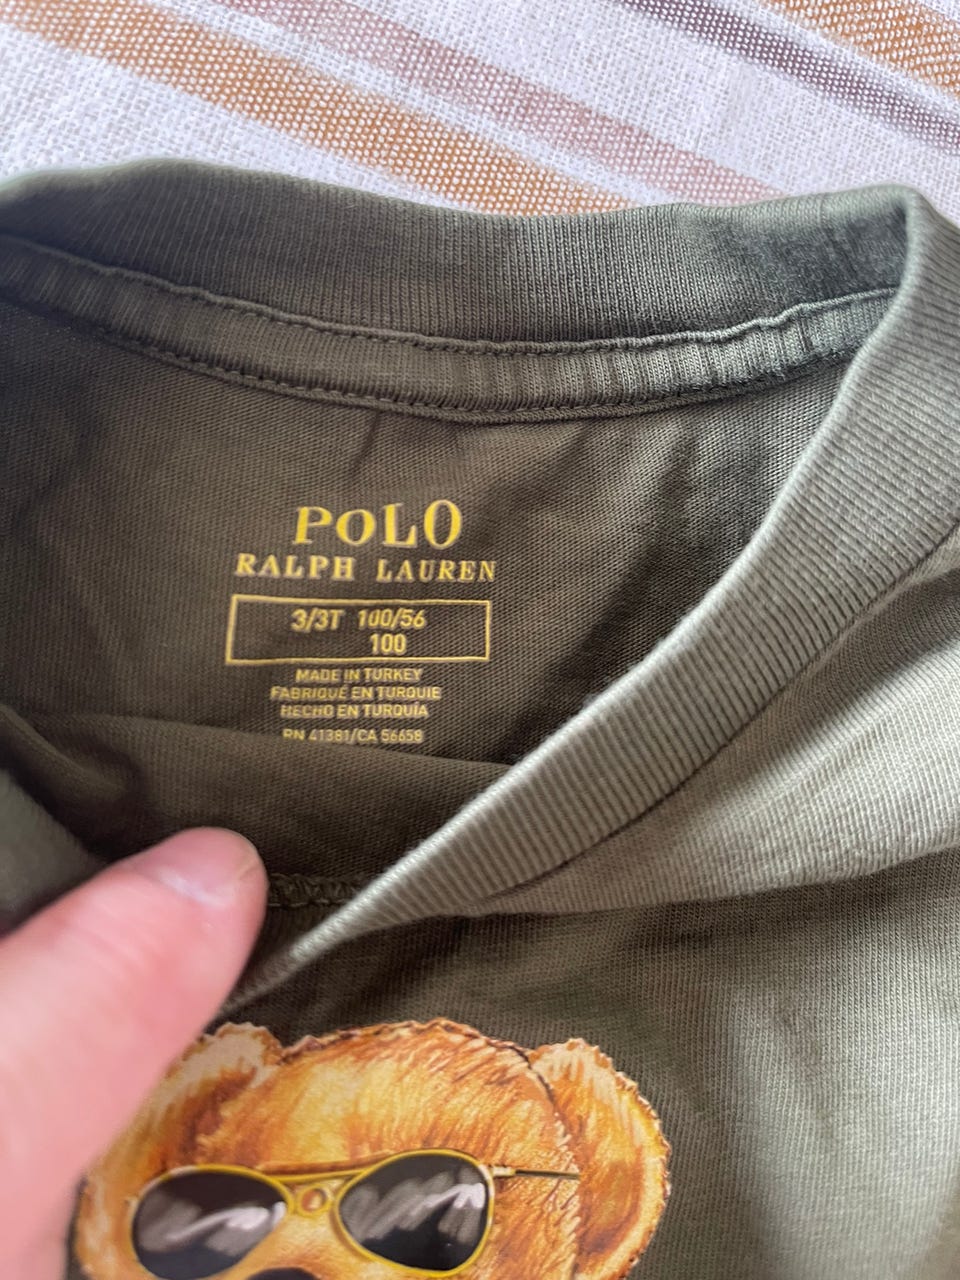 POLO
RALPH LAUREN
3/3T 100/56
100
MADE IN TURKEY
FABRIQUÉ EN TURQUIE
HECHO EN TURQUÍA
RN 41381/CA 56658